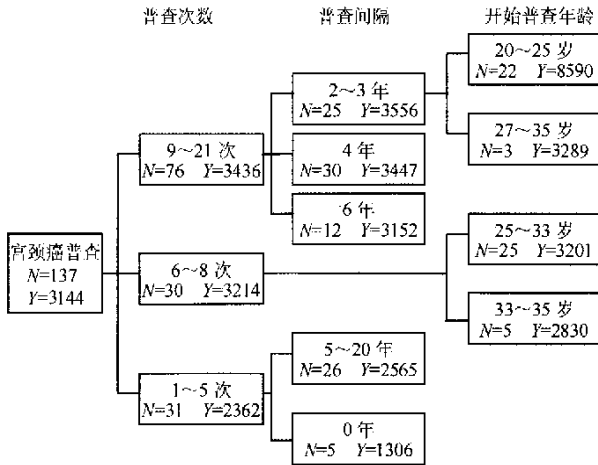 普查次数 普查间隔 开始普查年龄
20～25 岁
N=22 Y=8590
2～3 年
N=25 Y=3556
27～35 岁
N=3 Y=3289
9～21 次
N=76 Y=3436
4 年
N=30 Y=3447
6 年
N=12 Y=3152
宫颈癌普查
N=137
Y=3144
6～8 次
N=30 Y=3214
25～33 岁
N=25 Y=3201
33～35 岁
N=5 Y=2830
1～5 次
N=31 Y=2362
5～20 年
N=26 Y=2565
0 年
N=5 Y=1306